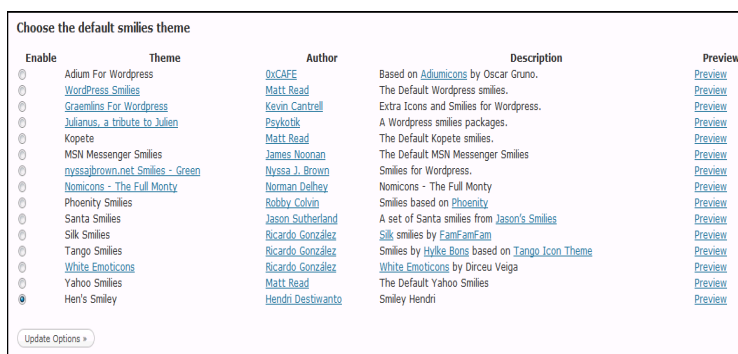 Choose the default smilies theme
Enable Theme Author Description Preview
Adium For Wordpress 0xCAFE Based on Adiumicons by Oscar Gruno. Preview
WordPress Smilies Matt Read The Default Wordpress smilies. Preview
Graemlins For Wordpress Kevin Cantrell Extra Icons and Smilies for Wordpress. Preview
Julianus, a tribute to Julien Psykotik A Wordpress smilies packages. Preview
Kopete Matt Read The Default Kopete smilies. Preview
MSN Messenger Smilies James Noonan The Default MSN Messenger Smilies Preview
nyssajbrown.net Smilies - Green Nyssa J. Brown Smilies for Wordpress. Preview
Nomicons - The Full Monty Norman Delhey Nomicons - The Full Monty Preview
Phoenity Smilies Robby Colvin Smilies based on Phoenity Preview
Santa Smilies Jason Sutherland A set of Santa smilies from Jason's Smilies Preview
Silk Smilies Ricardo González Silk smilies by FamFamFam Preview
Tango Smilies Ricardo González Smilies by Hylke Bons based on Tango Icon Theme Preview
White Emoticons Ricardo González White Emoticons by Dirceu Veiga Preview
Yahoo Smilies Matt Read The Default Yahoo Smilies Preview
Hen's Smiley Hendri Destiwanto Smiley Hendri Preview
Update Options »